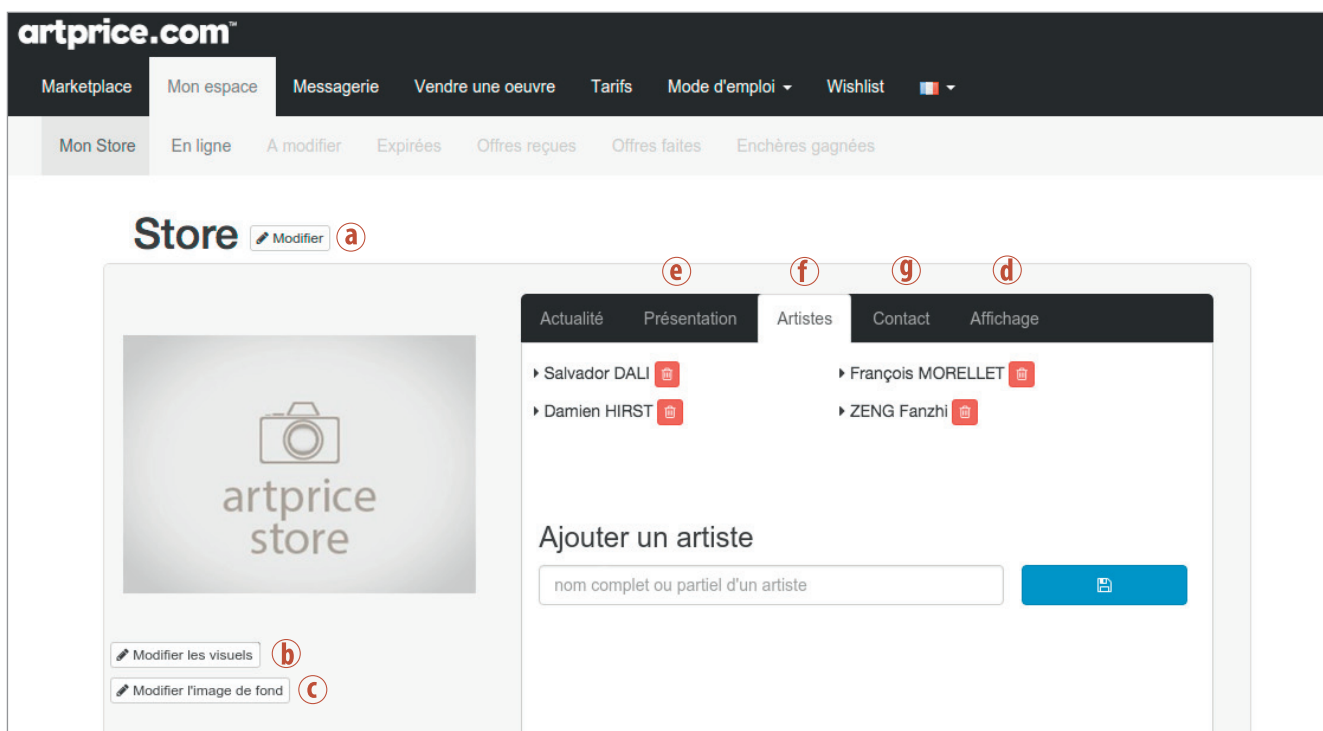 artprice.com™
Marketplace Mon espace Messagerie Vendre une oeuvre Tarifs Mode d'emploi Wishlist
Mon Store En ligne A modifier Expirées Offres reçues Offres faites Enchères gagnées
Store Modifier a
e f g d
Actualité Présentation Artistes Contact Affichage
Salvador DALI François MORELLET
Damien HIRST ZENG Fanzhi
artprice
store
Ajouter un artiste
nom complet ou partiel d'un artiste
Modifier les visuels b
Modifier l'image de fond c